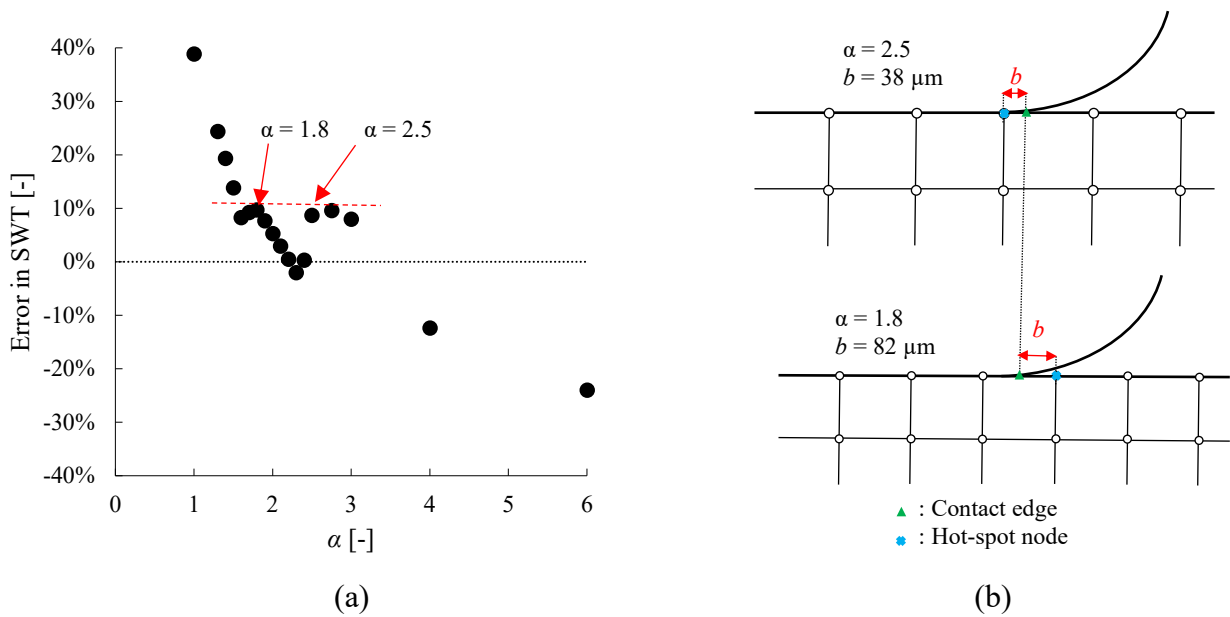 40%
30%
20%
10%
0%
-10%
-20%
-30%
-40%
Error in SWT [-]
α = 1.8
α = 2.5
0
1
2
3
4
5
6
α [-]
(a)
α = 2.5
b = 38 µm
b
α = 1.8
b = 82 µm
b
: Contact edge
: Hot-spot node
(b)